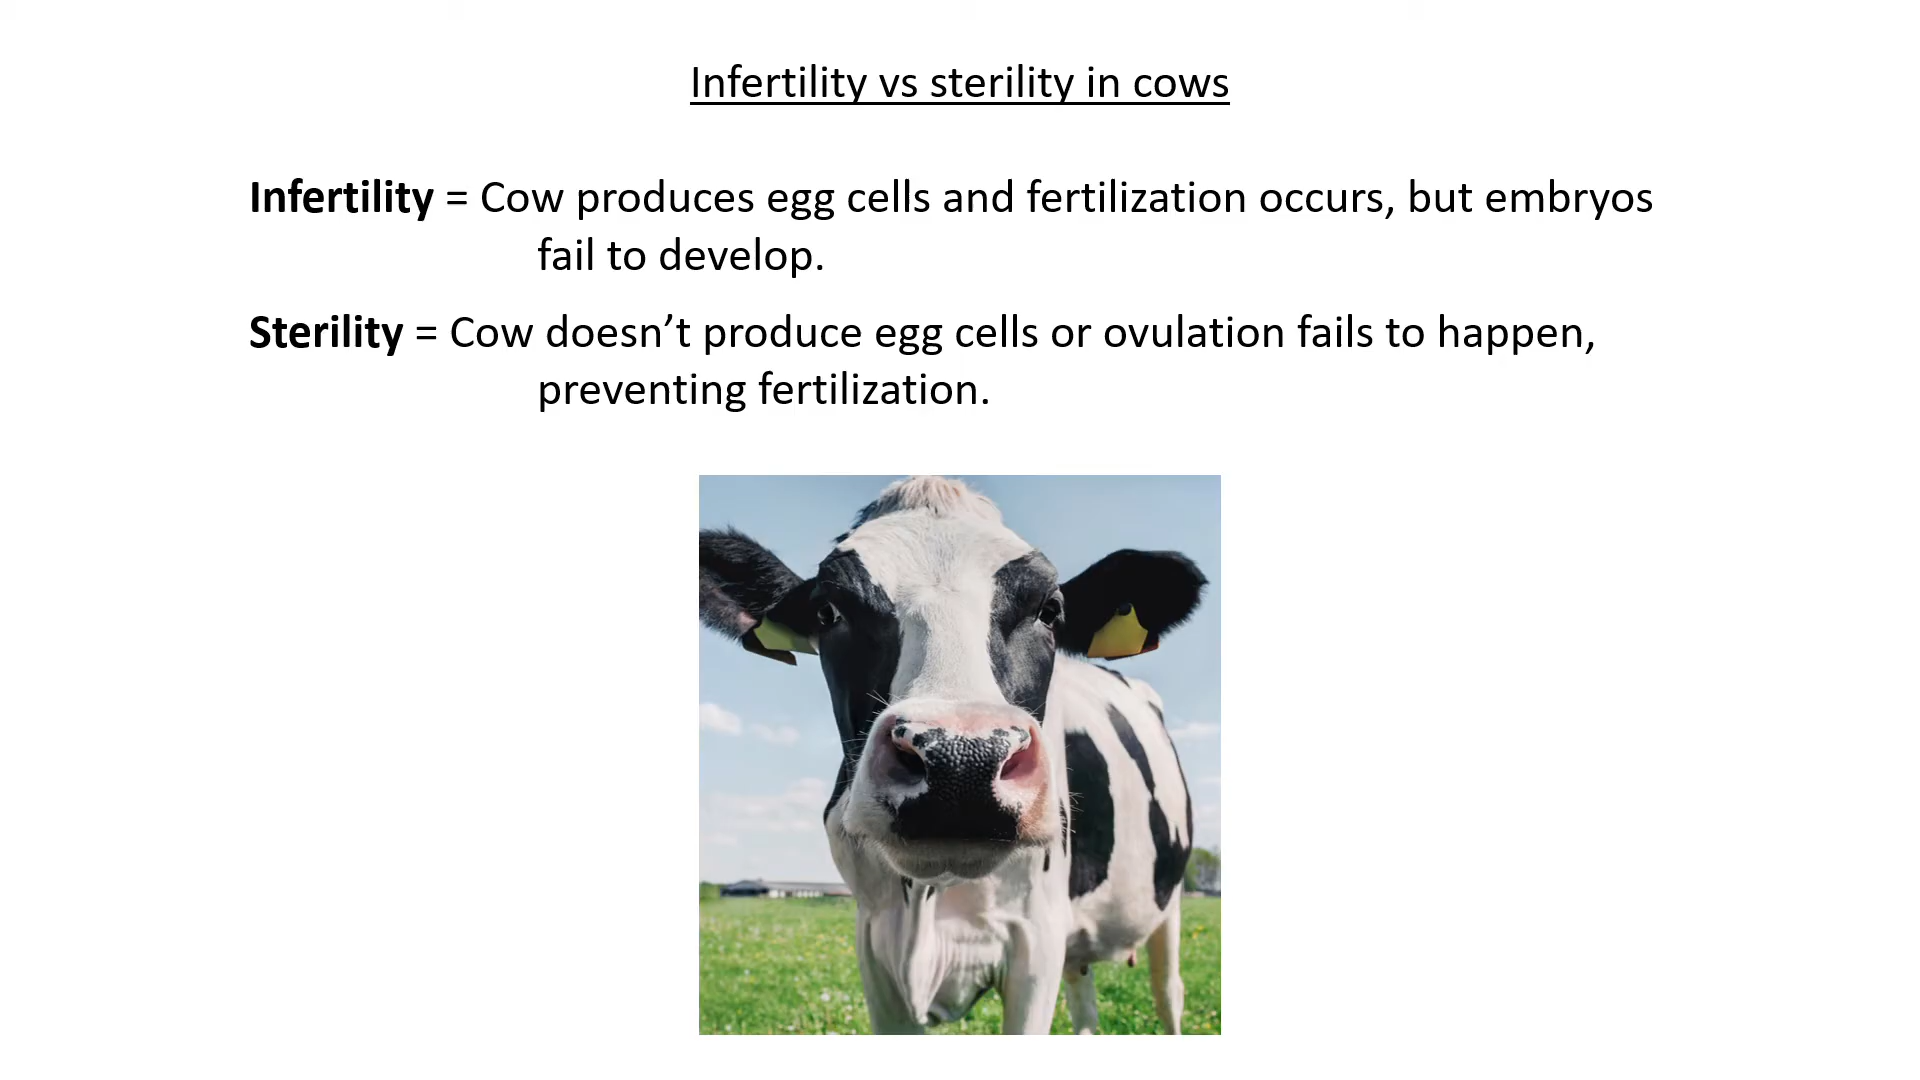 Infertility vs sterility in cows
Infertility = Cow produces egg cells and fertilization occurs, but embryos
fail to develop.
Sterility = Cow doesn’t produce egg cells or ovulation fails to happen,
preventing fertilization.